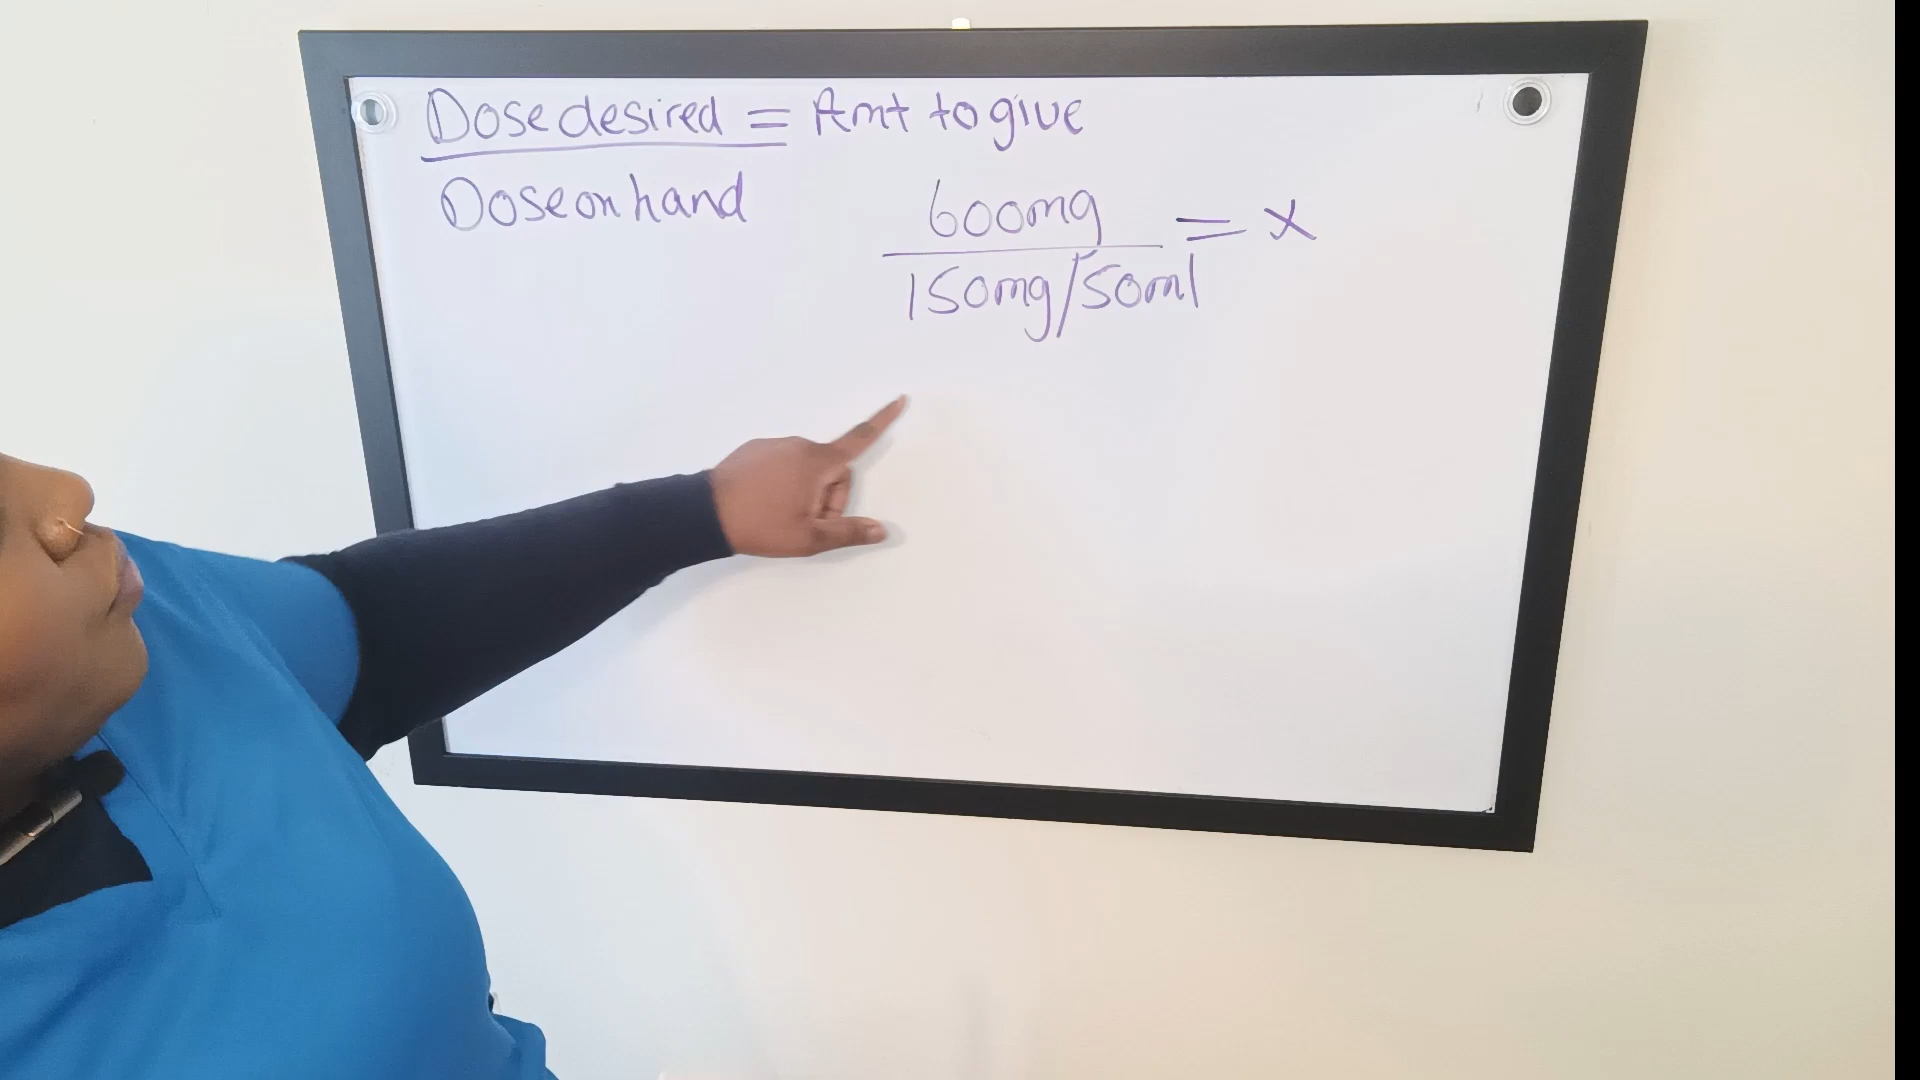 Dose desired = Amt to give
Dose on hand
600mg = x
150mg/50ml